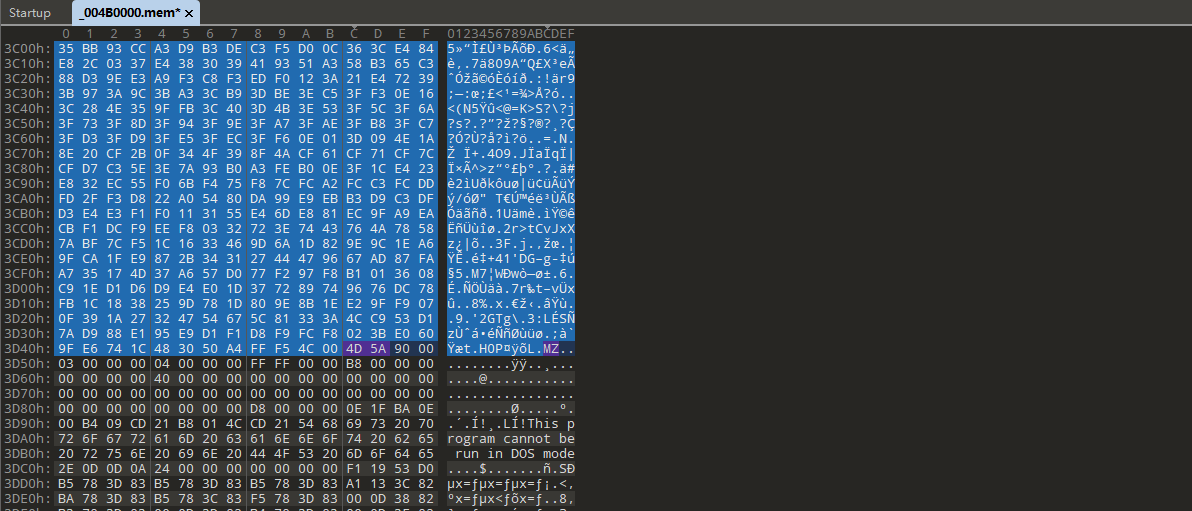 Startup _004B0000.mem* ×
0 1 2 3 4 5 6 7 8 9 A B C D E F 0123456789ABCDEF
3C00h: 35 BB 93 CC A3 D9 B3 DE C3 F5 D0 0C 36 3C E4 84 5»“Ì£Ù³ÞÃõÐ.6<ä„
3C10h: E8 2C 03 37 E4 38 30 39 41 93 51 A3 58 B3 65 C3 è,.7ä809A“Q£X³eÃ
3C20h: 88 D3 9E E3 A9 F3 C8 F3 ED F0 12 3A 21 E4 72 39 ˆÓžã©óÈóíð.:!är9
3C30h: 3B 97 3A 9C 3B A3 3C B9 3D BE 3E C5 3F F3 0E 16 ;—:œ;£<¹=¾>Å?ó..
3C40h: 3C 28 4E 35 9F FB 3C 40 3D 4B 3E 53 3F 5C 3F 6A <(N5Ÿû<@=K>S?\?j
3C50h: 3F 73 3F 8D 3F 94 3F 9E 3F A7 3F AE 3F B8 3F C7 ?s?.?”?ž?§?®?¸?Ç
3C60h: 3F D3 3F D9 3F E5 3F EC 3F F6 0E 01 3D 09 4E 1A ?Ó?Ù?å?ì?ö..=.N.
3C70h: 8E 20 CF 2B 0F 34 4F 39 8F 4A CF 61 CF 71 CF 7C Ž Ï+.4O9.JÏaÏqÏ|
3C80h: CF D7 C3 5E 3E 7A 93 B0 A3 FE B0 0E 3F 1C E4 23 Ï×Ã^>z“°£þ°.?.ä#
3C90h: E8 32 EC 55 F0 6B F4 75 F8 7C FC A2 FC C3 FC DD è2ìUðkôuø|ü¢üÃüÝ
3CA0h: FD 2F F3 D8 22 A0 54 80 DA 99 E9 EB B3 D9 C3 DF ý/óØ" T€Ú™éë³ÙÃß
3CB0h: D3 E4 E3 F1 F0 11 31 55 E4 6D E8 81 EC 9F A9 EA Óäãñð.1Uämè.ìŸ©ê
3CC0h: CB F1 DC F9 EE F8 03 32 72 3E 74 43 76 4A 78 58 ËñÜùîø.2r>tCvJxX
3CD0h: 7A BF 7C F5 1C 16 33 46 9D 6A 1D 82 9E 9C 1E A6 z¿|õ..3F.j.‚žœ.¦
3CE0h: 9F CA 1F E9 87 2B 34 31 27 44 47 96 67 AD 87 FA ŸÊ.é‡+41'DG–g-‡ú
3CF0h: A7 35 17 4D 37 A6 57 D0 77 F2 97 F8 B1 01 36 08 §5.M7¦WÐwò—ø±.6.
3D00h: C9 1E D1 D6 D9 E4 E0 1D 37 72 89 74 96 76 DC 78 É.ÑÖÙäà.7r‰t–vÜx
3D10h: FB 1C 18 38 25 9D 78 1D 80 9E 8B 1E E2 9F F9 07 û..8%.x.€ž‹.âŸù.
3D20h: 0F 39 1A 27 32 47 54 67 5C 81 33 3A 4C C9 53 D1 .9.'2GTg\.3:LÉSÑ
3D30h: 7A D9 88 E1 95 E9 D1 F1 D8 F9 FC F8 02 3B E0 60 zÙˆá•éÑñØùüø.;à`
3D40h: 9F E6 74 1C 48 30 50 A4 FF F5 4C 00 4D 5A 90 00 Ÿæt.H0P¤ÿõL.MZ..
3D50h: 03 00 00 00 04 00 00 00 FF FF 00 00 B8 00 00 00 ........ÿÿ..¸...
3D60h: 00 00 00 00 40 00 00 00 00 00 00 00 00 00 00 00 ....@...........
3D70h: 00 00 00 00 00 00 00 00 00 00 00 00 00 00 00 00 ................
3D80h: 00 00 00 00 00 00 00 00 D8 00 00 00 0E 1F BA 0E ........Ø.....º.
3D90h: 00 B4 09 CD 21 B8 01 4C CD 21 54 68 69 73 20 70 .´.Í!¸.LÍ!This p
3DA0h: 72 6F 67 72 61 6D 20 63 61 6E 6E 6F 74 20 62 65 rogram cannot be
3DB0h: 20 72 75 6E 20 69 6E 20 44 4F 53 20 6D 6F 64 65 run in DOS mode
3DC0h: 2E 0D 0D 0A 24 00 00 00 00 00 00 00 F1 19 53 D0 ....$.......ñ.SÐ
3DD0h: B5 78 3D 83 B5 78 3D 83 B5 78 3D 83 A1 13 3C 82 µx=ƒµx=ƒµx=ƒ¡.<‚
3DE0h: BA 78 3D 83 B5 78 3C 83 F5 78 3D 83 00 0D 38 82 ºx=ƒµx<ƒõx=ƒ..8‚